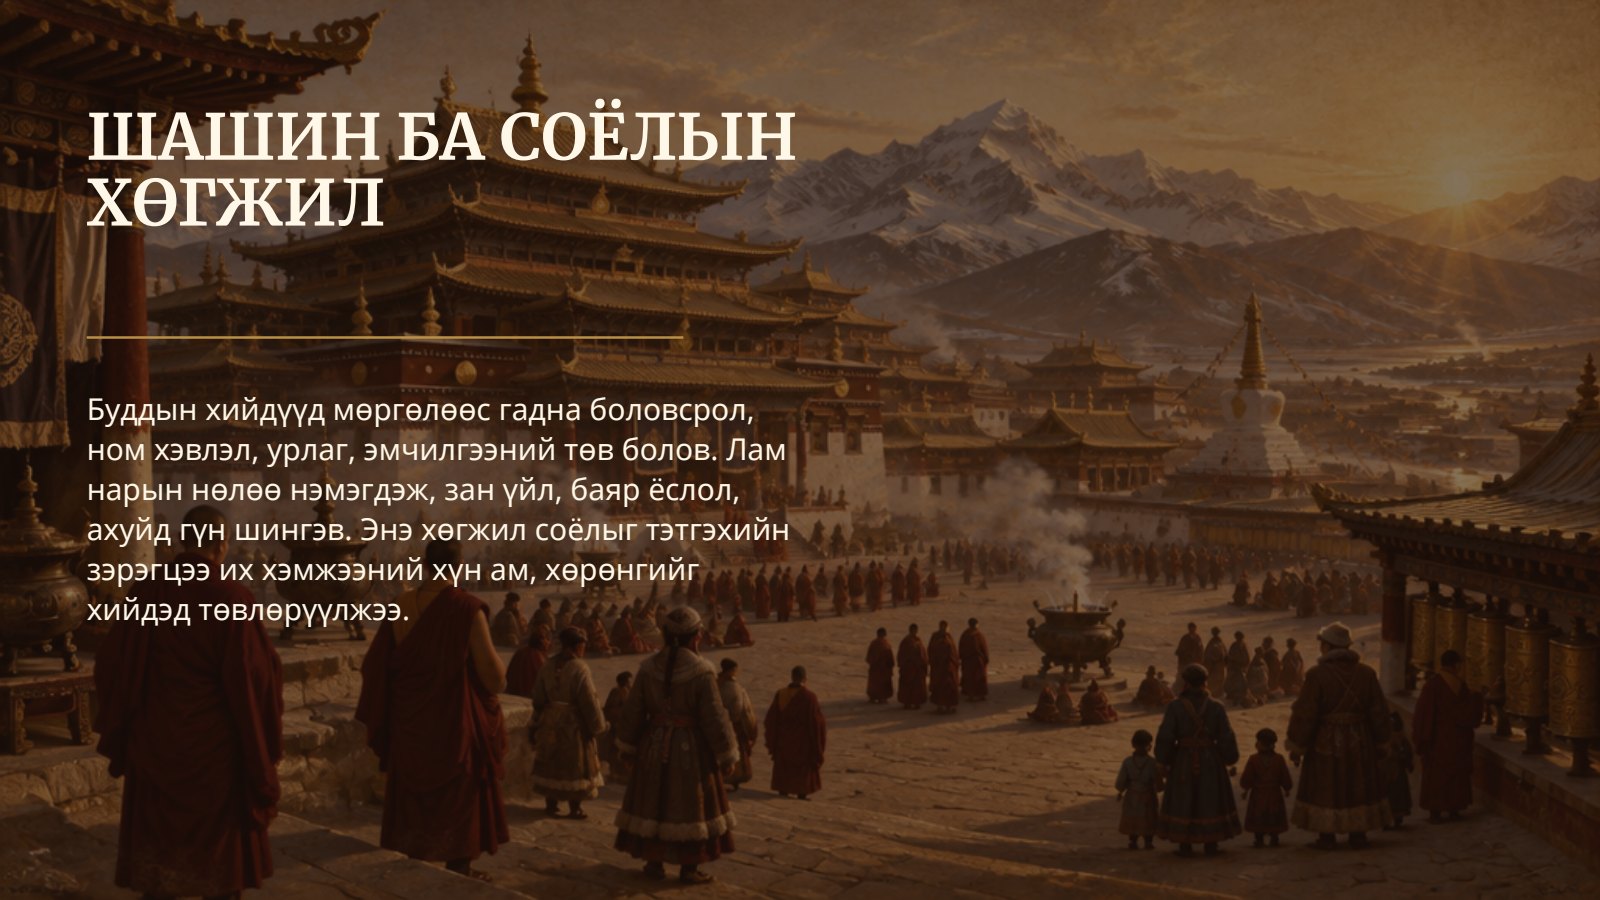 ШАШИН БА СОЁЛЫН
ХӨГЖИЛ
Буддын хийдүүд мөргөлөөс гадна боловсрол,
ном хэвлэл, урлаг, эмчилгээний төв болов. Лам
нарын нөлөө нэмэгдэж, зан үйл, баяр ёслол,
ахуйд гүн шингэв. Энэ хөгжил соёлыг тэтгэхийн
зэрэгцээ их хэмжээний хүн ам, хөрөнгийг
хийдэд төвлөрүүлжээ.